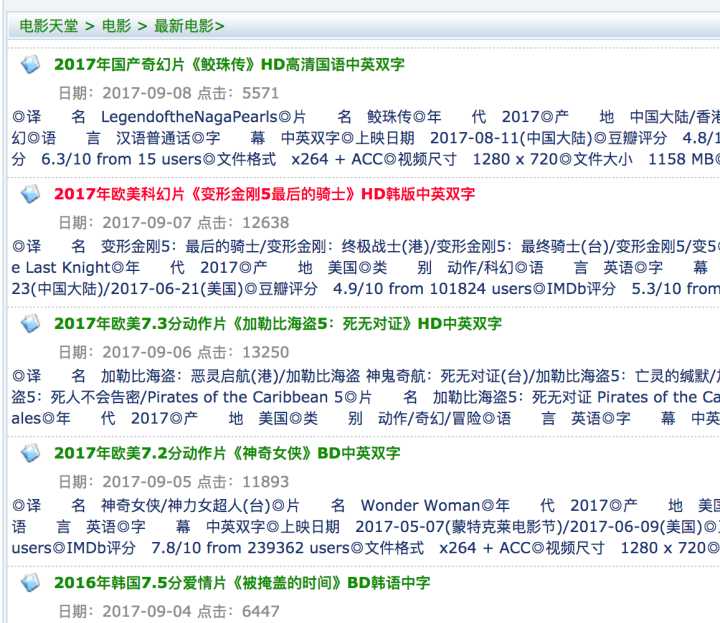 电影天堂 > 电影 > 最新电影>
2017年国产奇幻片《鲛珠传》HD高清国语中英双字
日期：2017-09-08 点击：5571
◎译　　名　LegendoftheNagaPearls◎片　　名　鲛珠传◎年　　代　2017◎产　　地　中国大陆/香港
幻◎语　　言　汉语普通话◎字　　幕　中英双字◎上映日期　2017-08-11(中国大陆)◎豆瓣评分　4.8/1
分　6.3/10 from 15 users◎文件格式　x264 + ACC◎视频尺寸　1280 x 720◎文件大小　1158 MB◎
2017年欧美科幻片《变形金刚5最后的骑士》HD韩版中英双字
日期：2017-09-07 点击：12638
◎译　　名　变形金刚5：最后的骑士/变形金刚：终极战士(港)/变形金刚5：最终骑士(台)/变形金刚5/变5◎
e Last Knight◎年　　代　2017◎产　　地　美国◎类　　别　动作/科幻◎语　　言　英语◎字　　幕
23(中国大陆)/2017-06-21(美国)◎豆瓣评分　4.9/10 from 101824 users◎IMDb评分　5.3/10 from
2017年欧美7.3分动作片《加勒比海盗5：死无对证》HD中英双字
日期：2017-09-06 点击：13250
◎译　　名　加勒比海盗：恶灵启航(港)/加勒比海盗 神鬼奇航：死无对证(台)/加勒比海盗5：亡灵的缄默/加
盗5：死人不会告密/Pirates of the Caribbean 5◎片　　名　加勒比海盗5：死无对证 Pirates of the Ca
ales◎年　　代　2017◎产　　地　美国◎类　　别　动作/奇幻/冒险◎语　　言　英语◎字　　幕　中英
2017年欧美7.2分动作片《神奇女侠》BD中英双字
日期：2017-09-05 点击：11893
◎译　　名　神奇女侠/神力女超人(台)◎片　　名　Wonder Woman◎年　　代　2017◎产　　地　美国
语　　言　英语◎字　　幕　中英双字◎上映日期　2017-05-07(蒙特克莱电影节)/2017-06-09(美国)◎
users◎IMDb评分　7.8/10 from 239362 users◎文件格式　x264 + ACC◎视频尺寸　1280 x 720◎
2016年韩国7.5分爱情片《被掩盖的时间》BD韩语中字
日期：2017-09-04 点击：6447